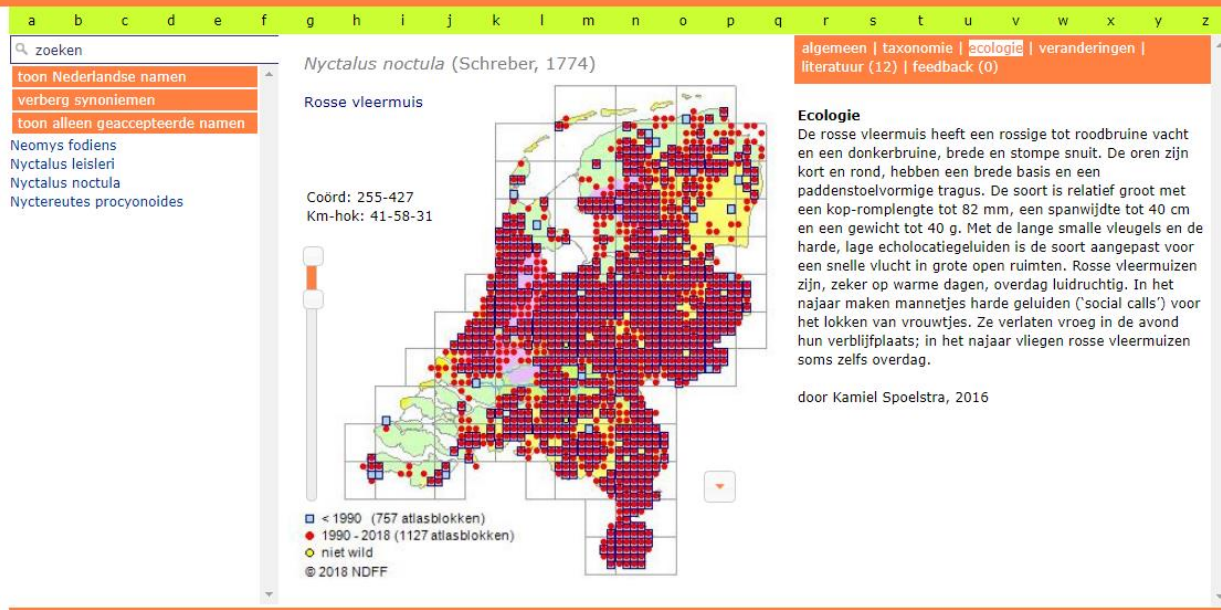 a b c d e f g h i j k l m n o p q r s t u v w x y z
zoeken
toon Nederlandse namen
verberg synoniemen
toon alleen geaccepteerde namen
Neomys fodiens
Nyctalus leisleri
Nyctalus noctula
Nyctereutes procyonoides
Nyctalus noctula (Schreber, 1774)
Rosse vleermuis
Coörd: 255-427
Km-hok: 41-58-31
< 1990 (757 atlasblokken)
1990 - 2018 (1127 atlasblokken)
niet wild
© 2018 NDFF
algemeen | taxonomie | ecologie | veranderingen |
literatuur (12) | feedback (0)
Ecologie
De rosse vleermuis heeft een rossige tot roodbruine vacht
en een donkerbruine, brede en stompe snuit. De oren zijn
kort en rond, hebben een brede basis en een
paddenstoelvormige tragus. De soort is relatief groot met
een kop-romplengte tot 82 mm, een spanwijdte tot 40 cm
en een gewicht tot 40 g. Met de lange smalle vleugels en de
harde, lage echolocatiegeluiden is de soort aangepast voor
een snelle vlucht in grote open ruimten. Rosse vleermuizen
zijn, zeker op warme dagen, overdag luidruchtig. In het
najaar maken mannetjes harde geluiden (‘social calls’) voor
het lokken van vrouwtjes. Ze verlaten vroeg in de avond
hun verblijfplaats; in het najaar vliegen rosse vleermuizen
soms zelfs overdag.
door Kamiel Spoelstra, 2016